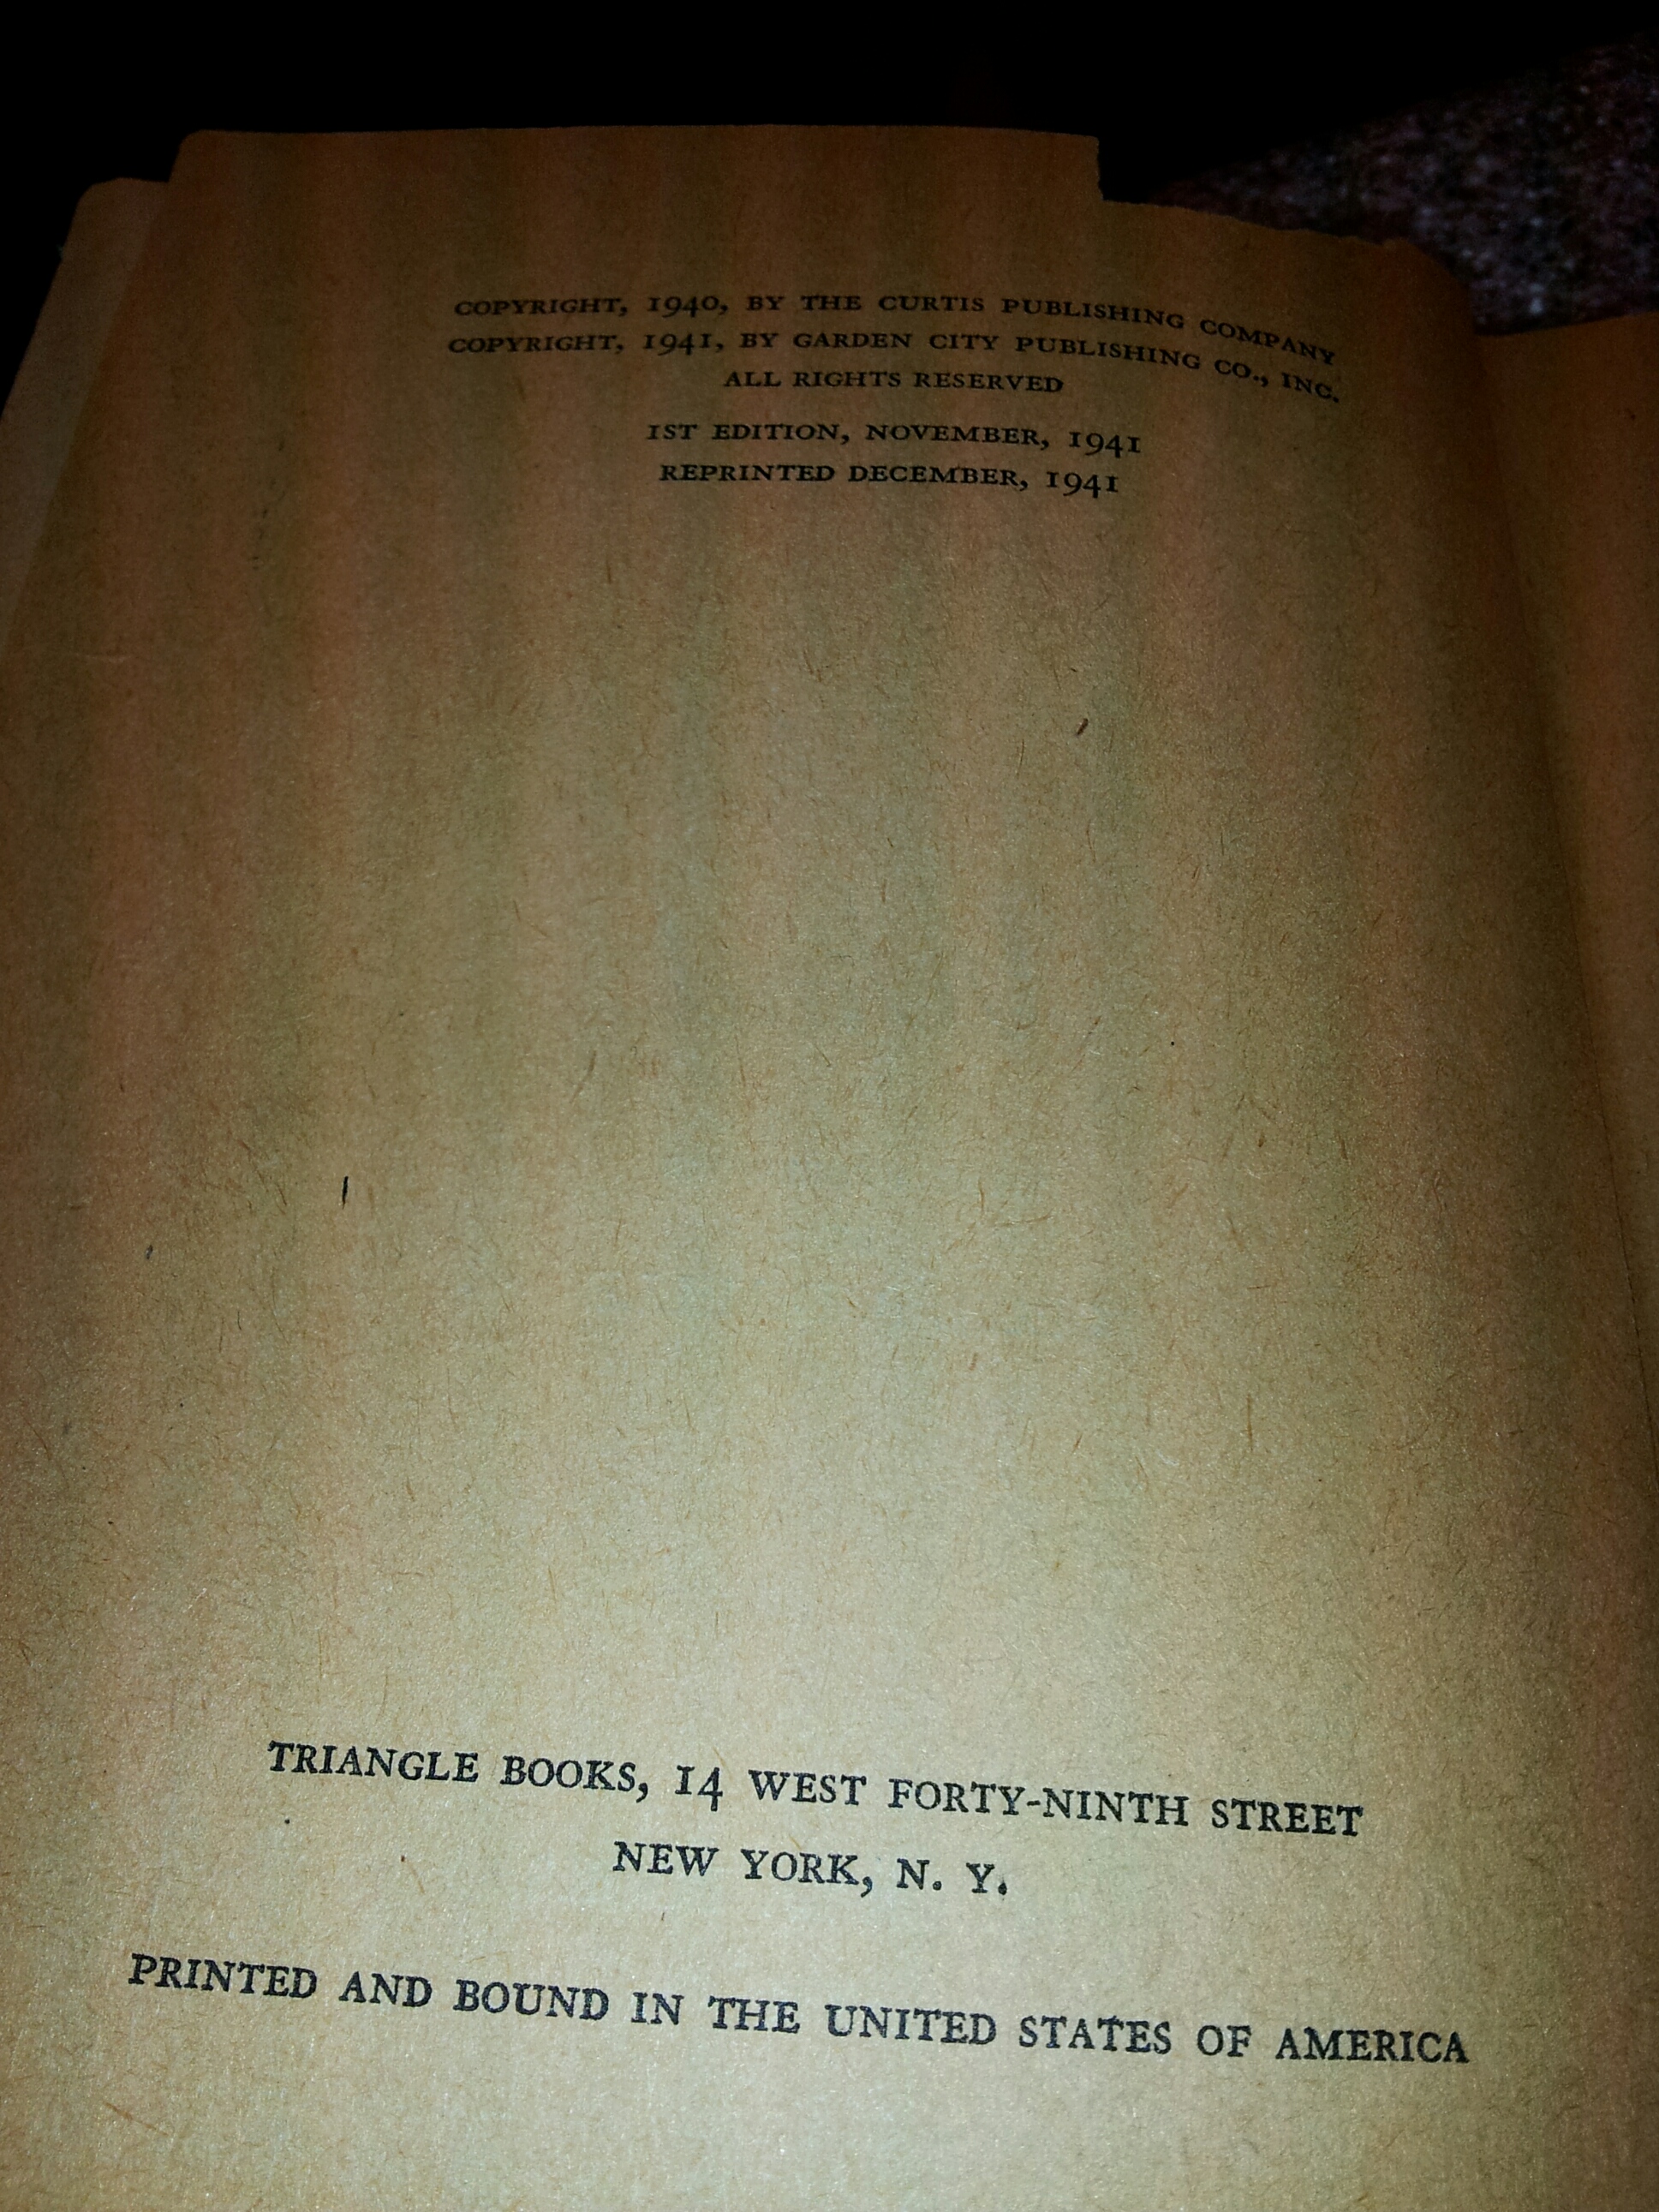 COPYRIGHT, 1940, BY THE CURTIS PUBLISHING COMPANY
COPYRIGHT, 1941, BY GARDEN CITY PUBLISHING CO., INC.
ALL RIGHTS RESERVED
1ST EDITION, NOVEMBER, 1941
REPRINTED DECEMBER, 1941
TRIANGLE BOOKS, 14 WEST FORTY-NINTH STREET
NEW YORK, N. Y.
PRINTED AND BOUND IN THE UNITED STATES OF AMERICA